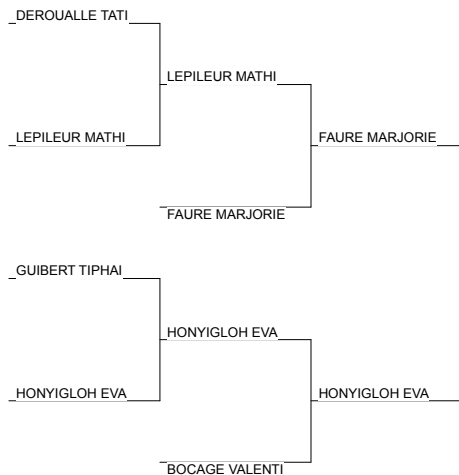 DEROUALLE TATI
LEPILEUR MATHI
LEPILEUR MATHI
FAURE MARJORIE
FAURE MARJORIE
GUIBERT TIPHAI
HONYIGLOH EVA
HONYIGLOH EVA
HONYIGLOH EVA
BOCAGE VALENTI